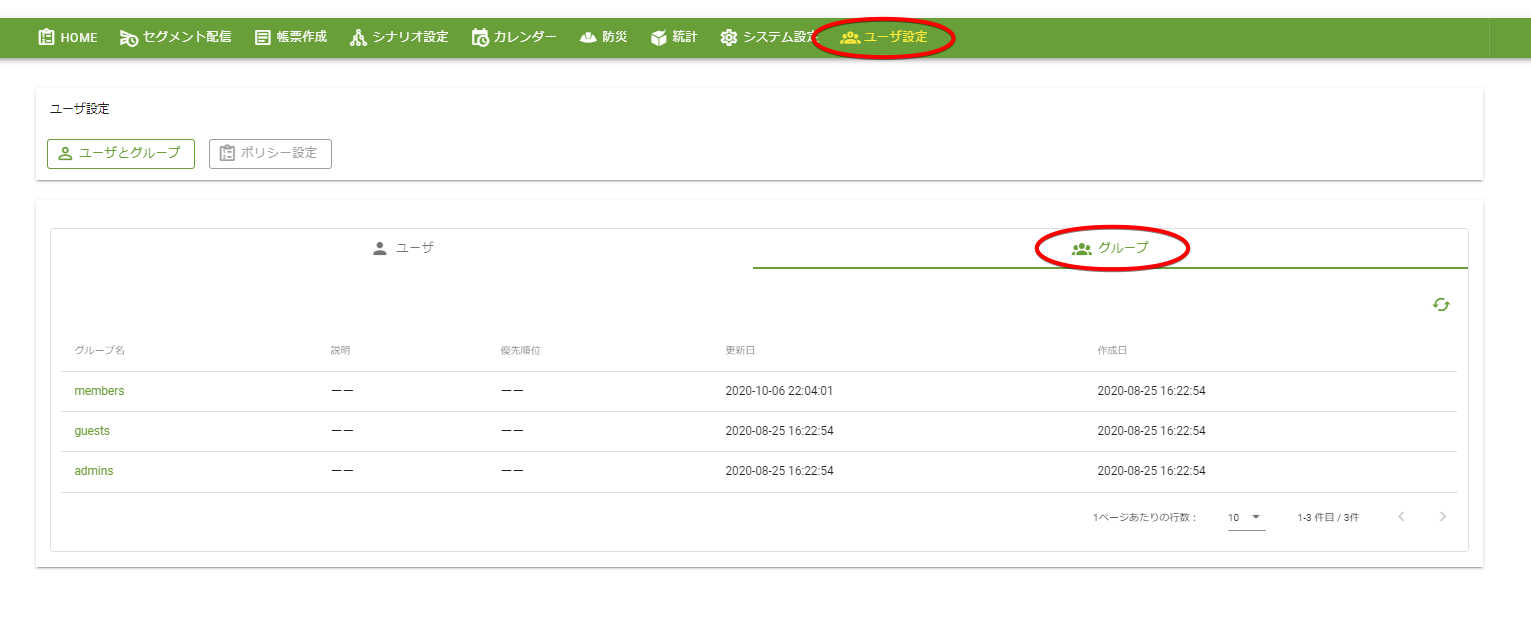 HOME セグメント配信 帳票作成 シナリオ設定 カレンダー 防災 統計 システム設定 ユーザ設定
ユーザ設定
ユーザとグループ ポリシー設定
ユーザ グループ
グループ名 説明 優先順位 更新日 作成日
members ーー ーー 2020-10-06 22:04:01 2020-08-25 16:22:54
guests ーー ーー 2020-08-25 16:22:54 2020-08-25 16:22:54
admins ーー ーー 2020-08-25 16:22:54 2020-08-25 16:22:54
1ページあたりの行数： 10 1-3 件目 / 3件